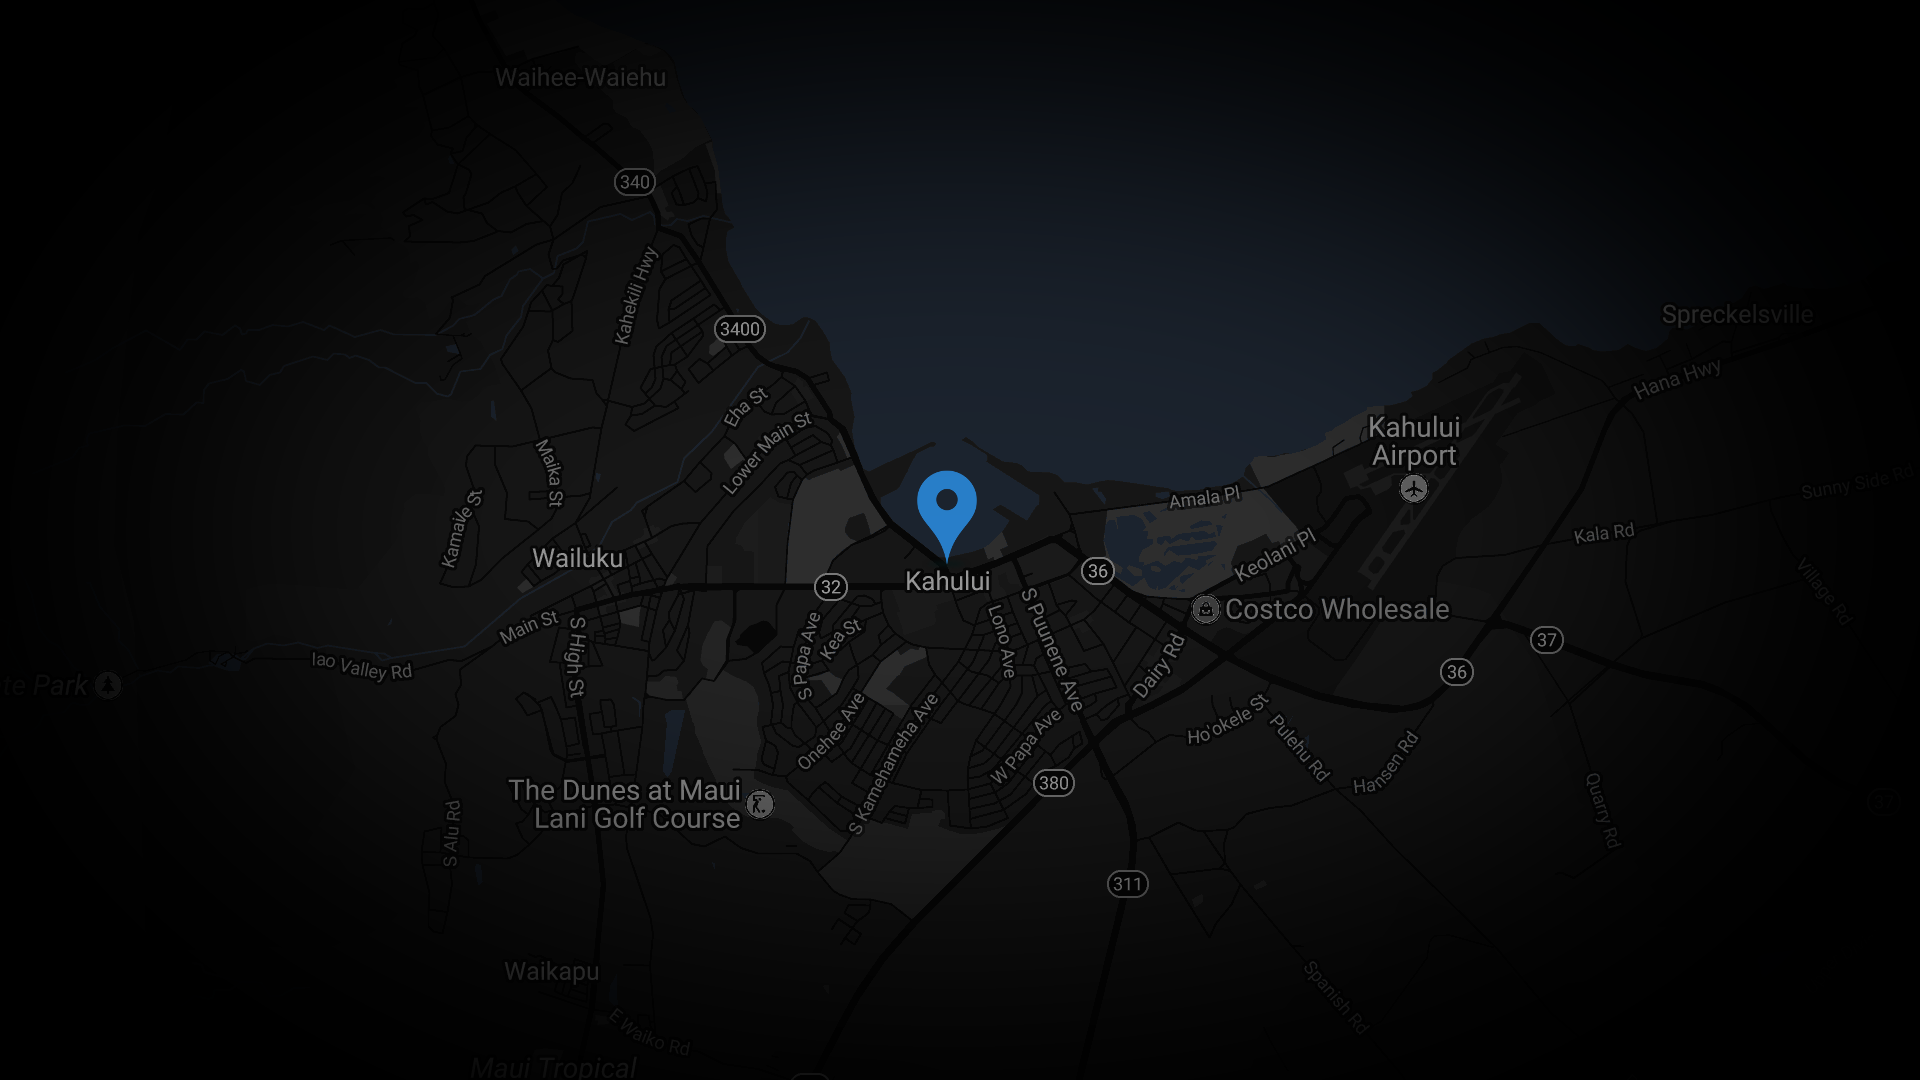 Waihee-Waiehu
340
Kahekili Hwy
3400
Spreckelsville
Hana Hwy
Eha St
Lower Main St
Kahului
Airport
Maika St
Kamaile St
Amala Pl
Sunny Side Rd
Kala Rd
Keolani Pl
Wailuku
36
Kahului
32
Village Rd
Costco Wholesale
Main St
S High St
S Papa Ave
Kea St
Lono Ave
S Puunene Ave
Dairy Rd
37
Iao Valley Rd
36
te Park
Onehee Ave
S Kamehameha Ave
W Papa Ave
Ho'okele St
Pulehu Rd
Hansen Rd
380
The Dunes at Maui
Lani Golf Course
Quarry Rd
S Alu Rd
311
Waikapu
Spanish Rd
E Waiko Rd
Maui Tropical